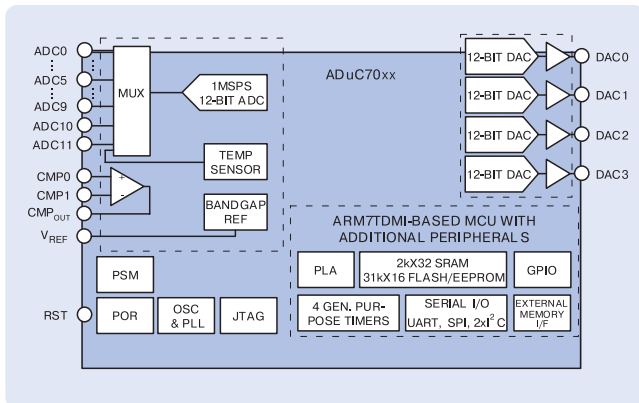 ADC0
ADC5
ADC9
ADC10
ADC11
CMP0
CMP1
CMPOUT
VREF
RST
MUX
1MSPS
12-BIT ADC
TEMP
SENSOR
+
-
BANDGAP
REF
PSM
POR
OSC
& PLL
JTAG
ADuC70xx
12-BIT DAC
12-BIT DAC
12-BIT DAC
12-BIT DAC
DAC0
DAC1
DAC2
DAC3
ARM7TDMI-BASED MCU WITH
ADDITIONAL PERIPHERALS
PLA
2kX32 SRAM
31kX16 FLASH/EEPROM
GPIO
4 GEN. PUR-
POSE TIMERS
SERIAL I/O
UART, SPI, 2xI²C
EXTERNAL
MEMORY
I/F